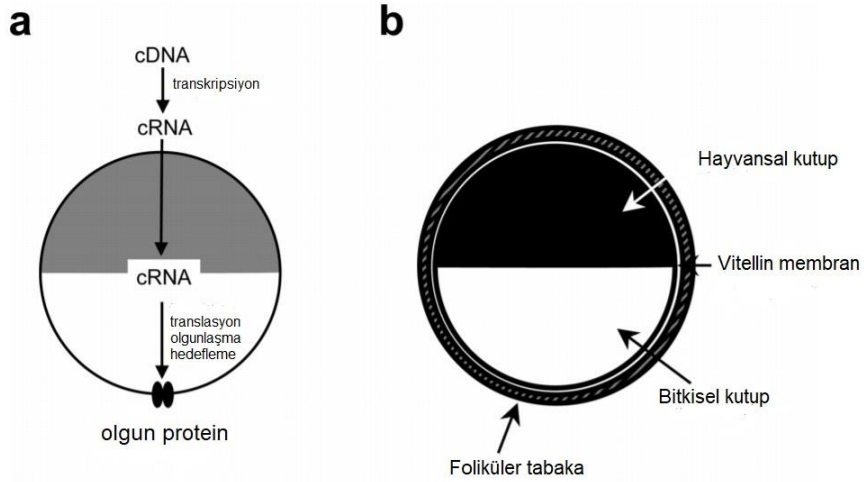 a
cDNA
transkripsiyon
cRNA
cRNA
translasyon
olgunlaşma
hedefleme
olgun protein
b
Hayvansal kutup
Vitellin membran
Bitkisel kutup
Foliküler tabaka